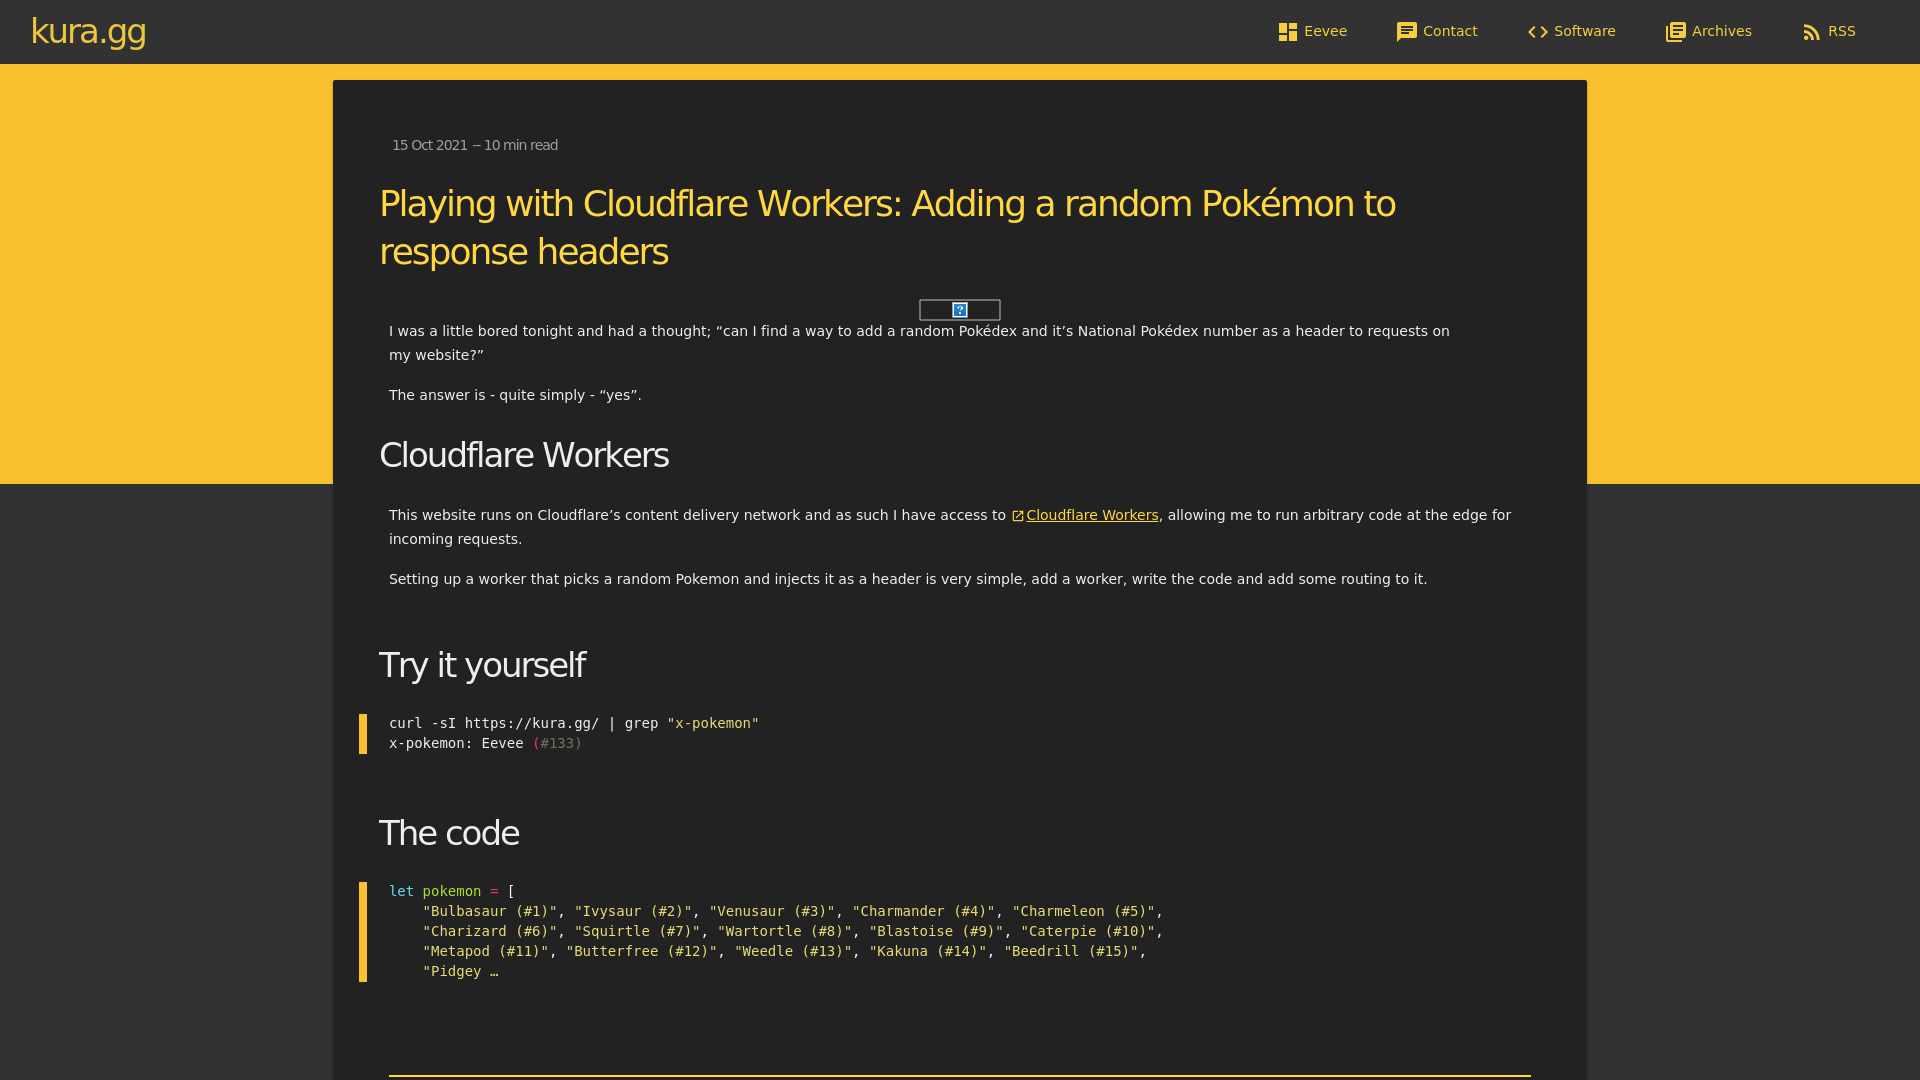 kura.gg
Eevee
Contact
Software
Archives
RSS
15 Oct 2021 -- 10 min read
Playing with Cloudflare Workers: Adding a random Pokémon to
response headers
I was a little bored tonight and had a thought; “can I find a way to add a random Pokédex and it’s National Pokédex number as a header to requests on
my website?”
The answer is - quite simply - “yes”.
Cloudflare Workers
This website runs on Cloudflare’s content delivery network and as such I have access to Cloudflare Workers, allowing me to run arbitrary code at the edge for
incoming requests.
Setting up a worker that picks a random Pokemon and injects it as a header is very simple, add a worker, write the code and add some routing to it.
Try it yourself
curl -sI https://kura.gg/ | grep "x-pokemon"
x-pokemon: Eevee (#133)
The code
let pokemon = [
"Bulbasaur (#1)", "Ivysaur (#2)", "Venusaur (#3)", "Charmander (#4)", "Charmeleon (#5)",
"Charizard (#6)", "Squirtle (#7)", "Wartortle (#8)", "Blastoise (#9)", "Caterpie (#10)",
"Metapod (#11)", "Butterfree (#12)", "Weedle (#13)", "Kakuna (#14)", "Beedrill (#15)",
"Pidgey …